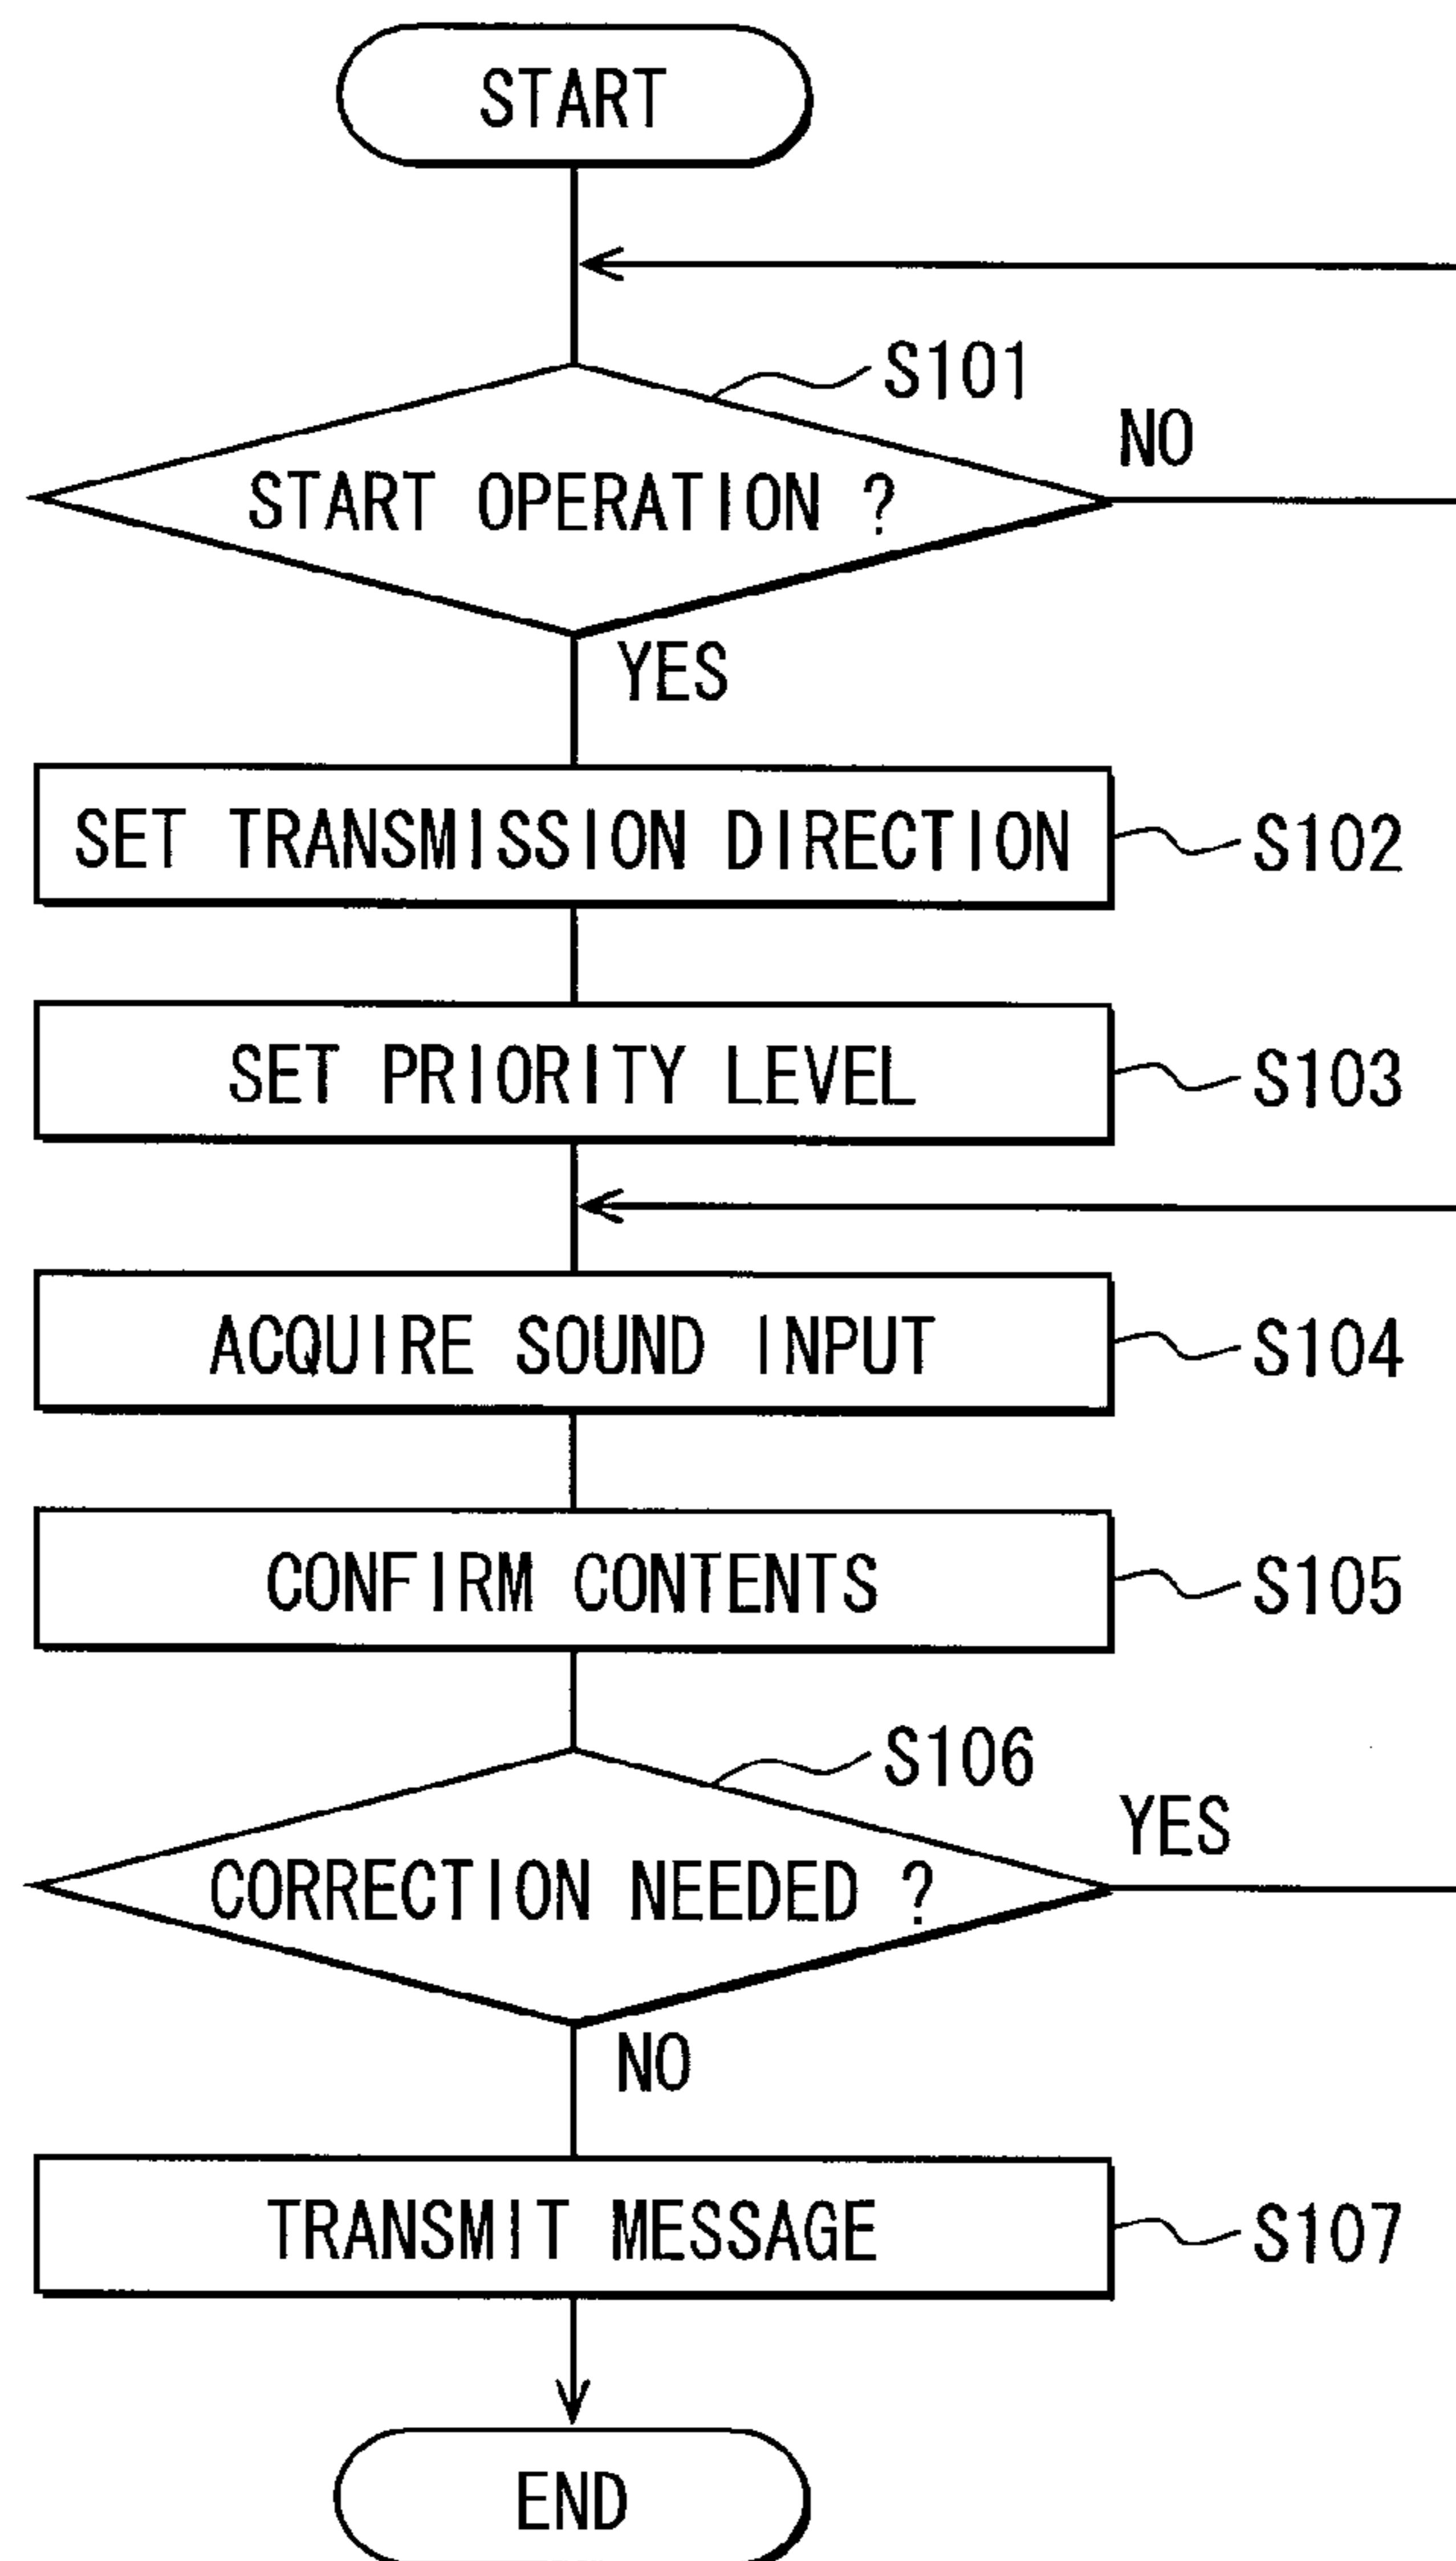 START
S101
NO
START OPERATION ?
YES
SET TRANSMISSION DIRECTION
S102
SET PRIORITY LEVEL
S103
ACQUIRE SOUND INPUT
S104
CONFIRM CONTENTS
S105
S106
YES
CORRECTION NEEDED ?
NO
TRANSMIT MESSAGE
S107
END